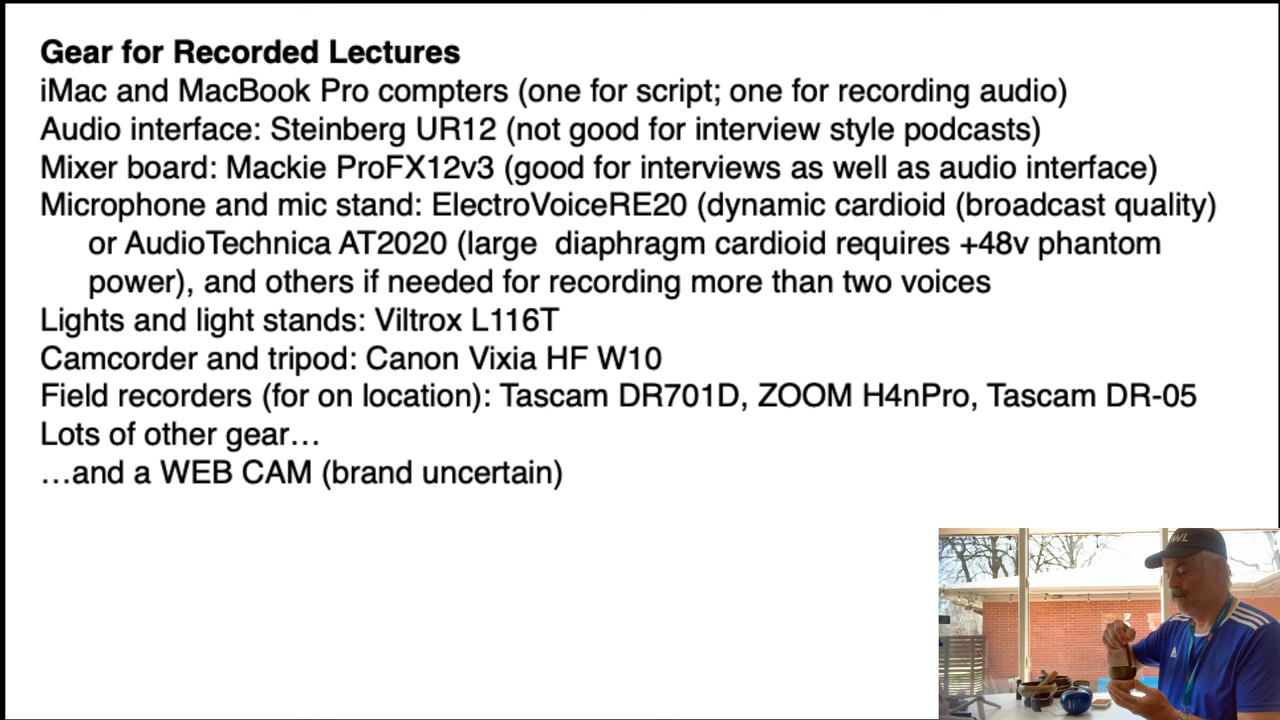 Gear for Recorded Lectures
iMac and MacBook Pro compters (one for script; one for recording audio)
Audio interface: Steinberg UR12 (not good for interview style podcasts)
Mixer board: Mackie ProFX12v3 (good for interviews as well as audio interface)
Microphone and mic stand: ElectroVoiceRE20 (dynamic cardioid (broadcast quality)
or AudioTechnica AT2020 (large  diaphragm cardioid requires +48v phantom
power), and others if needed for recording more than two voices
Lights and light stands: Viltrox L116T
Camcorder and tripod: Canon Vixia HF W10
Field recorders (for on location): Tascam DR701D, ZOOM H4nPro, Tascam DR-05
Lots of other gear…
…and a WEB CAM (brand uncertain)